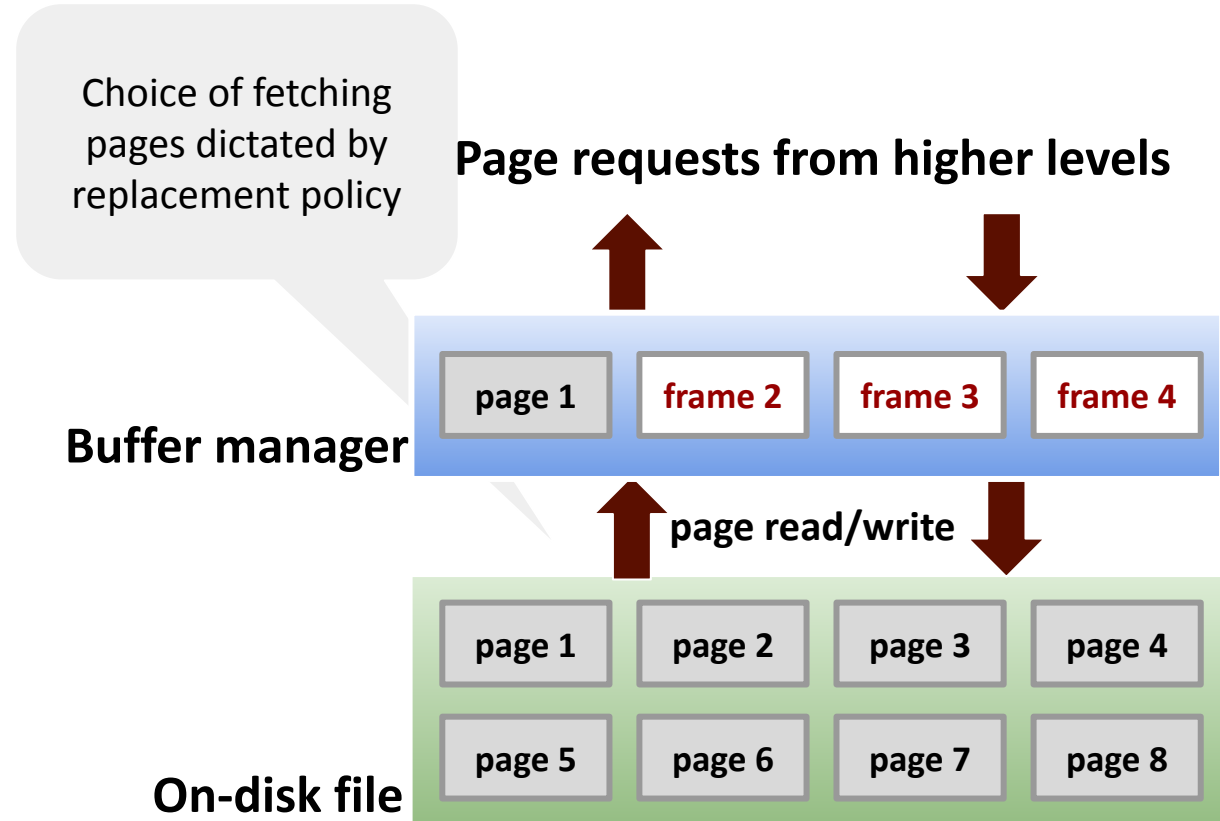 Choice of fetching
pages dictated by
replacement policy
Page requests from higher levels
page 1 frame 2 frame 3 frame 4
Buffer manager
page read/write
page 1 page 2 page 3 page 4
page 5 page 6 page 7 page 8
On-disk file